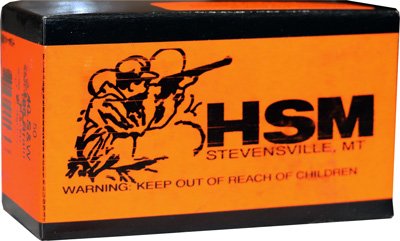 HSM
STEVENSVILLE, MT
WARNING: KEEP OUT OF REACH OF CHILDREN